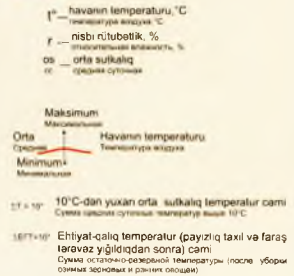 t° — havanın temperaturu, °C
температура воздуха °C
r — nisbi rütubətlik, %
относительная влажность, %
os — orta sutkalıq
сс средняя суточная
Maksimum
Максимальная
Orta Havanın temperaturu
Средняя Температура воздуха
Minimum
Минимальная
ΣT > 10° 10°C-dən yuxarı orta sutkalıq temperatur cəmi
Сумма средних суточных температур выше 10°C
Ehtiyat-qalıq temperatur (payızlıq taxıl və faraş
tərəvəz yığıldıqdan sonra) cəmi
Сумма остаточно-резервной температуры (после уборки
озимых зерновых и ранних овощей)